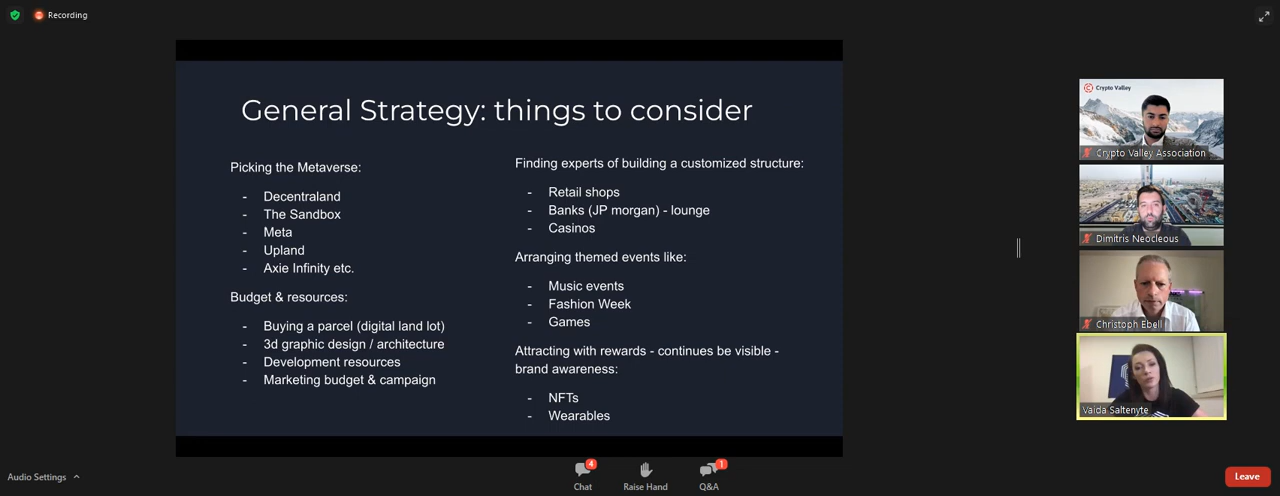 Recording
General Strategy: things to consider
Picking the Metaverse:
- Decentraland
- The Sandbox
- Meta
- Upland
- Axie Infinity etc.
Budget & resources:
- Buying a parcel (digital land lot)
- 3d graphic design / architecture
- Development resources
- Marketing budget & campaign
Finding experts of building a customized structure:
- Retail shops
- Banks (JP morgan) - lounge
- Casinos
Arranging themed events like:
- Music events
- Fashion Week
- Games
Attracting with rewards - continues be visible -
brand awareness:
- NFTs
- Wearables
Crypto Valley
Crypto Valley Association
Dimitris Neocleous
Christoph Ebell
Vaida Saltenyte
Audio Settings
4
Chat
Raise Hand
1
Q&A
Leave